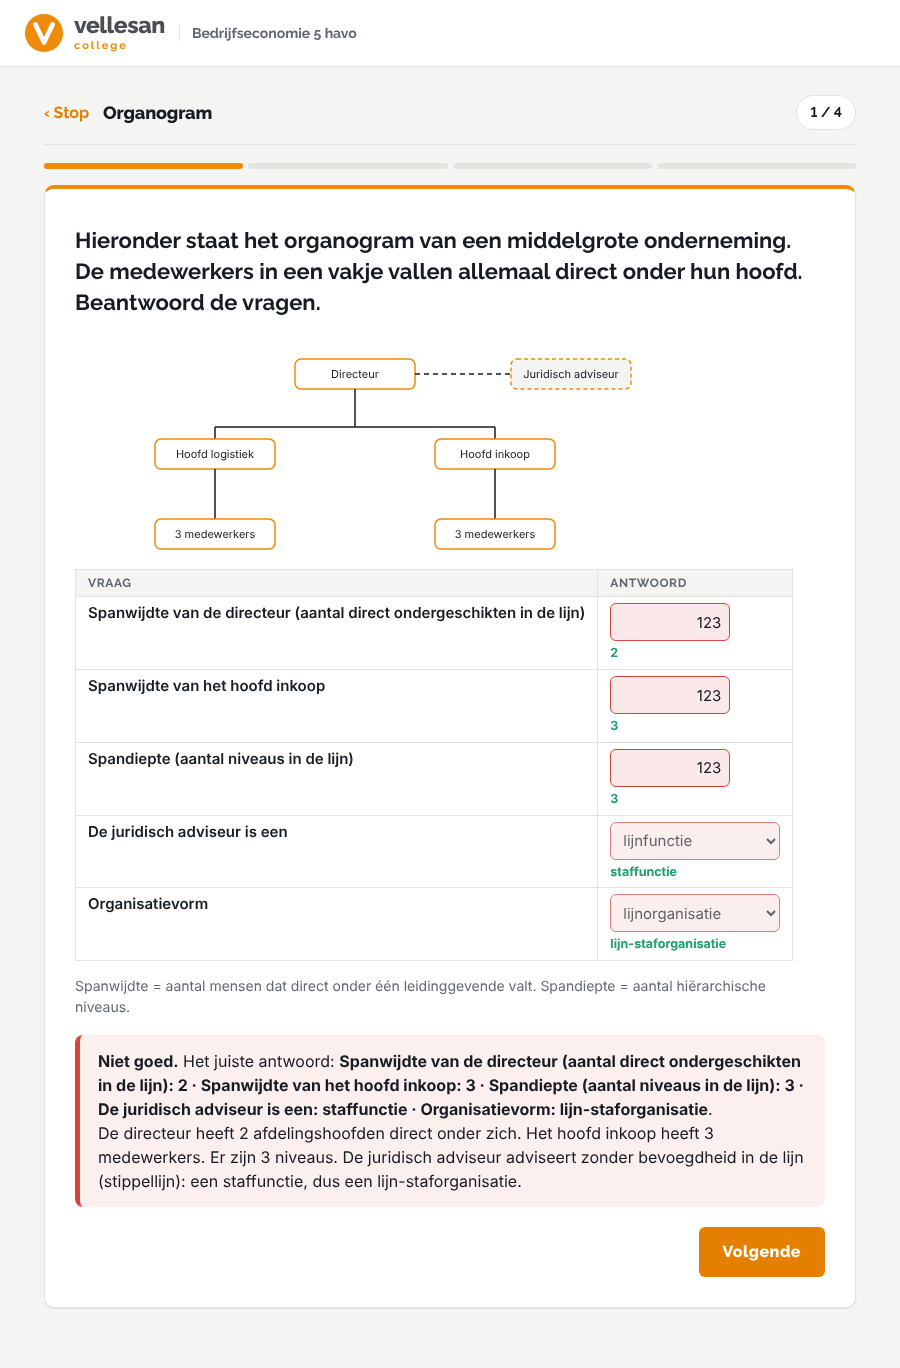 vellesan
college
Bedrijfseconomie 5 havo
‹ Stop Organogram
1 / 4
Hieronder staat het organogram van een middelgrote onderneming.
De medewerkers in een vakje vallen allemaal direct onder hun hoofd.
Beantwoord de vragen.
Directeur
Juridisch adviseur
Hoofd logistiek
Hoofd inkoop
3 medewerkers
3 medewerkers
VRAAG
ANTWOORD
Spanwijdte van de directeur (aantal direct ondergeschikten in de lijn)
123
2
Spanwijdte van het hoofd inkoop
123
3
Spandiepte (aantal niveaus in de lijn)
123
3
De juridisch adviseur is een
lijnfunctie
staffunctie
Organisatievorm
lijnorganisatie
lijn-staforganisatie
Spanwijdte = aantal mensen dat direct onder één leidinggevende valt. Spandiepte = aantal hiërarchische
niveaus.
Niet goed. Het juiste antwoord: Spanwijdte van de directeur (aantal direct ondergeschikten
in de lijn): 2 · Spanwijdte van het hoofd inkoop: 3 · Spandiepte (aantal niveaus in de lijn): 3 ·
De juridisch adviseur is een: staffunctie · Organisatievorm: lijn-staforganisatie.
De directeur heeft 2 afdelingshoofden direct onder zich. Het hoofd inkoop heeft 3
medewerkers. Er zijn 3 niveaus. De juridisch adviseur adviseert zonder bevoegdheid in de lijn
(stippellijn): een staffunctie, dus een lijn-staforganisatie.
Volgende